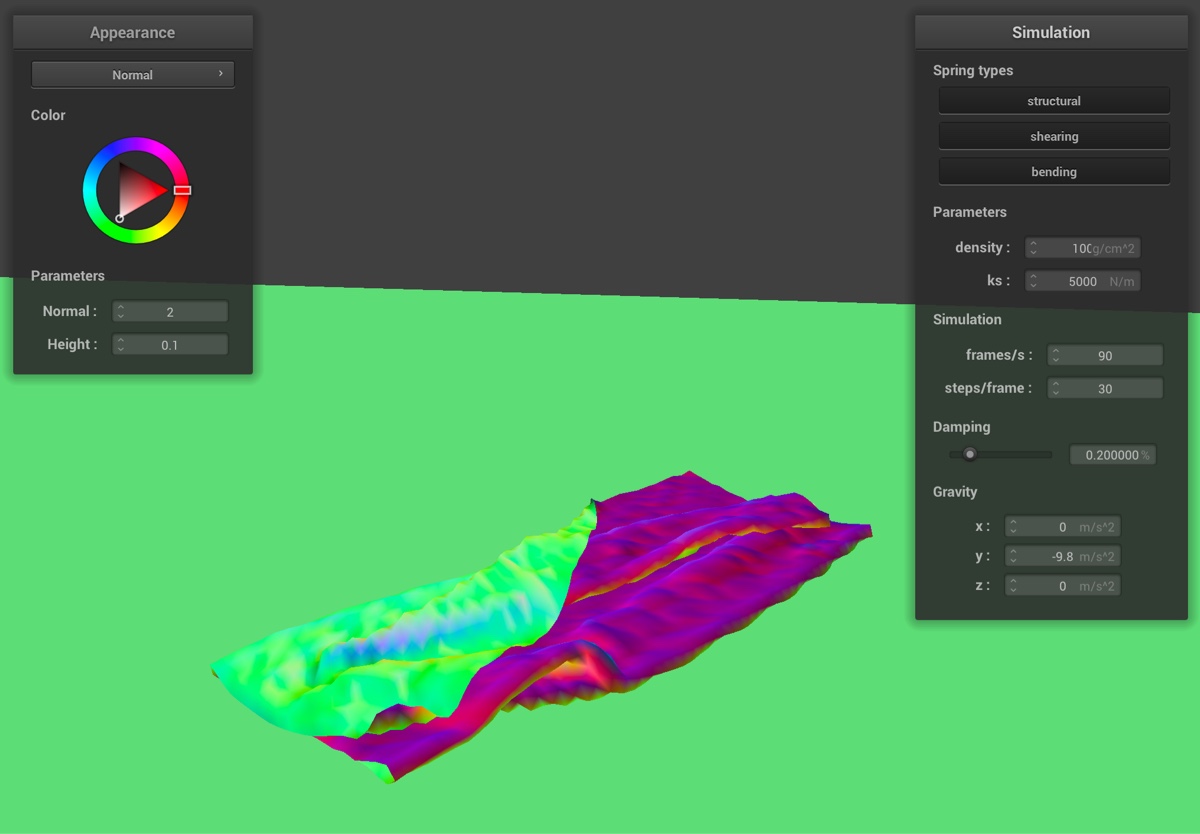 Appearance
Normal
Color
Parameters
Normal : 2
Height : 0.1
Simulation
Spring types
structural
shearing
bending
Parameters
density : 100 g/cm^2
ks : 5000 N/m
Simulation
frames/s : 90
steps/frame : 30
Damping
0.200000 %
Gravity
x : 0 m/s^2
y : -9.8 m/s^2
z : 0 m/s^2